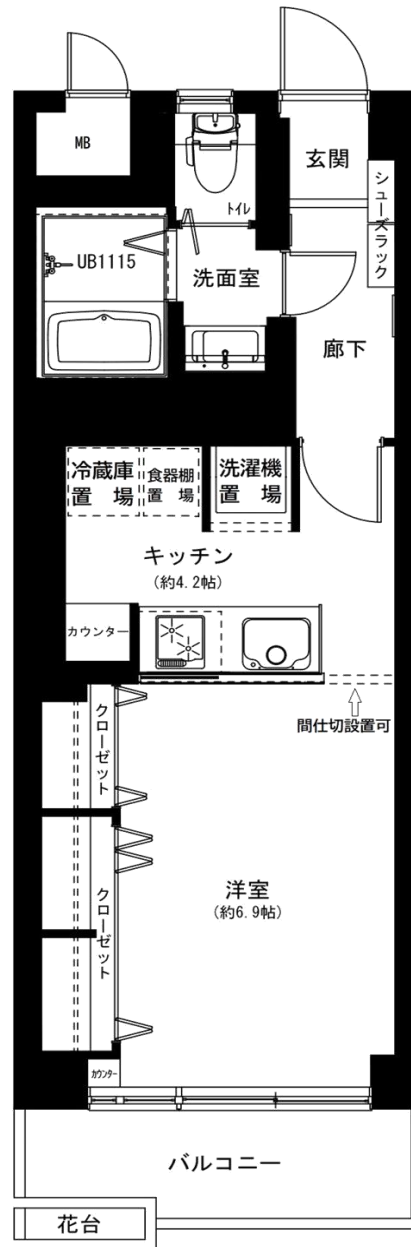 MB
トイレ
玄関
シューズラック
UB1115
洗面室
廊下
冷蔵庫
置場
食器棚
置場
洗濯機
置場
キッチン
(約4.2帖)
カウンター
間仕切設置可
クローゼット
洋室
(約6.9帖)
クローゼット
カウンター
バルコニー
花台